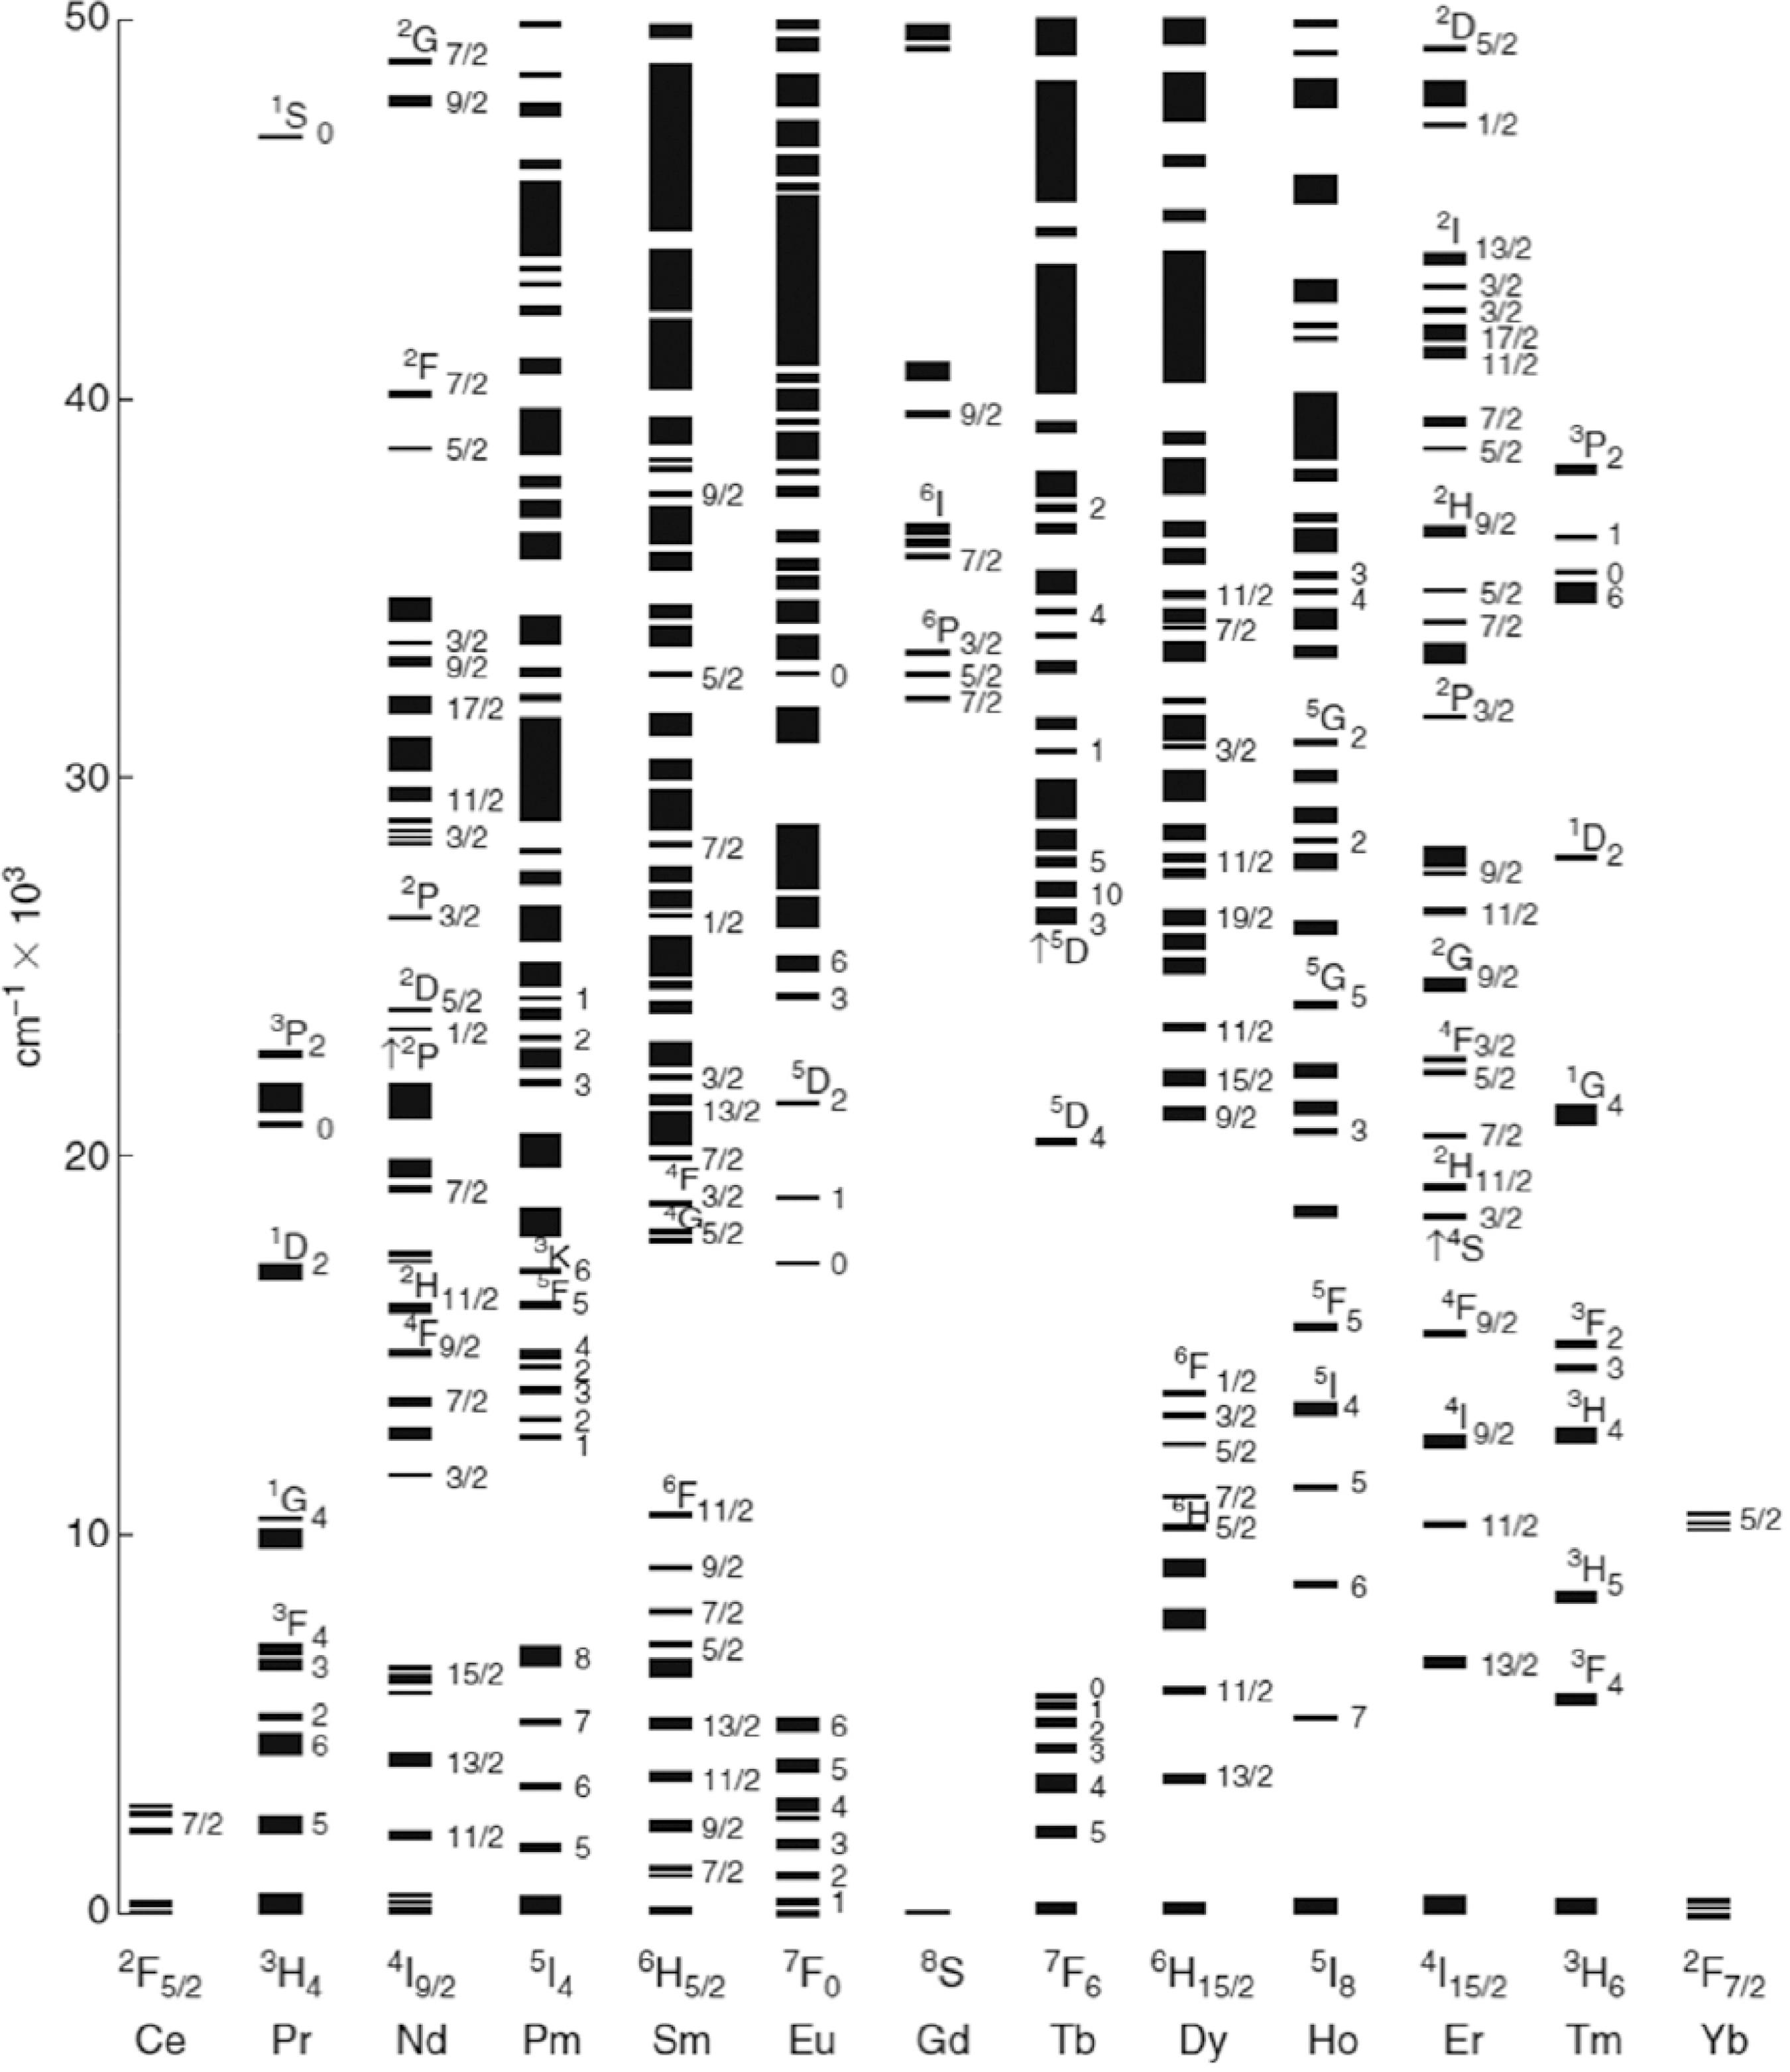 cm⁻¹ × 10³
50
40
30
20
10
0
7/2
²F5/2
Ce
¹S 0
³P2
0
¹D2
¹G4
³F4
3
2
6
5
³H4
Pr
²G 7/2
9/2
²F 7/2
5/2
3/2
9/2
17/2
11/2
3/2
²P3/2
²D5/2
1/2
↑²P
7/2
²H11/2
⁴F9/2
7/2
3/2
15/2
13/2
11/2
⁴I9/2
Nd
1
2
3
³K6
⁵F5
4
2
3
2
1
8
7
6
5
⁵I4
Pm
9/2
5/2
7/2
1/2
3/2
13/2
7/2
⁴F3/2
⁴G5/2
⁶F11/2
9/2
7/2
5/2
13/2
11/2
9/2
7/2
⁶H5/2
Sm
0
6
3
⁵D2
1
0
6
5
4
3
2
1
⁷F0
Eu
9/2
⁶I
7/2
⁶P3/2
5/2
7/2
⁸S
Gd
2
4
1
5
10
3
↑⁵D
⁵D4
0
1
2
3
4
5
⁷F6
Tb
11/2
7/2
3/2
11/2
19/2
11/2
15/2
9/2
⁶F 1/2
3/2
5/2
7/2
⁶H5/2
11/2
13/2
⁶H15/2
Dy
3
4
⁵G2
2
⁵G5
3
⁵F5
⁵I4
5
6
7
⁵I8
Ho
²D5/2
1/2
²I 13/2
3/2
3/2
17/2
11/2
7/2
5/2
²H9/2
5/2
7/2
²P3/2
9/2
11/2
²G9/2
⁴F3/2
5/2
7/2
²H11/2
3/2
↑⁴S
⁴F9/2
⁴I9/2
11/2
13/2
⁴I15/2
Er
³P2
1
0
6
¹D2
¹G4
³F2
3
³H4
³H5
³F4
³H6
Tm
5/2
²F7/2
Yb